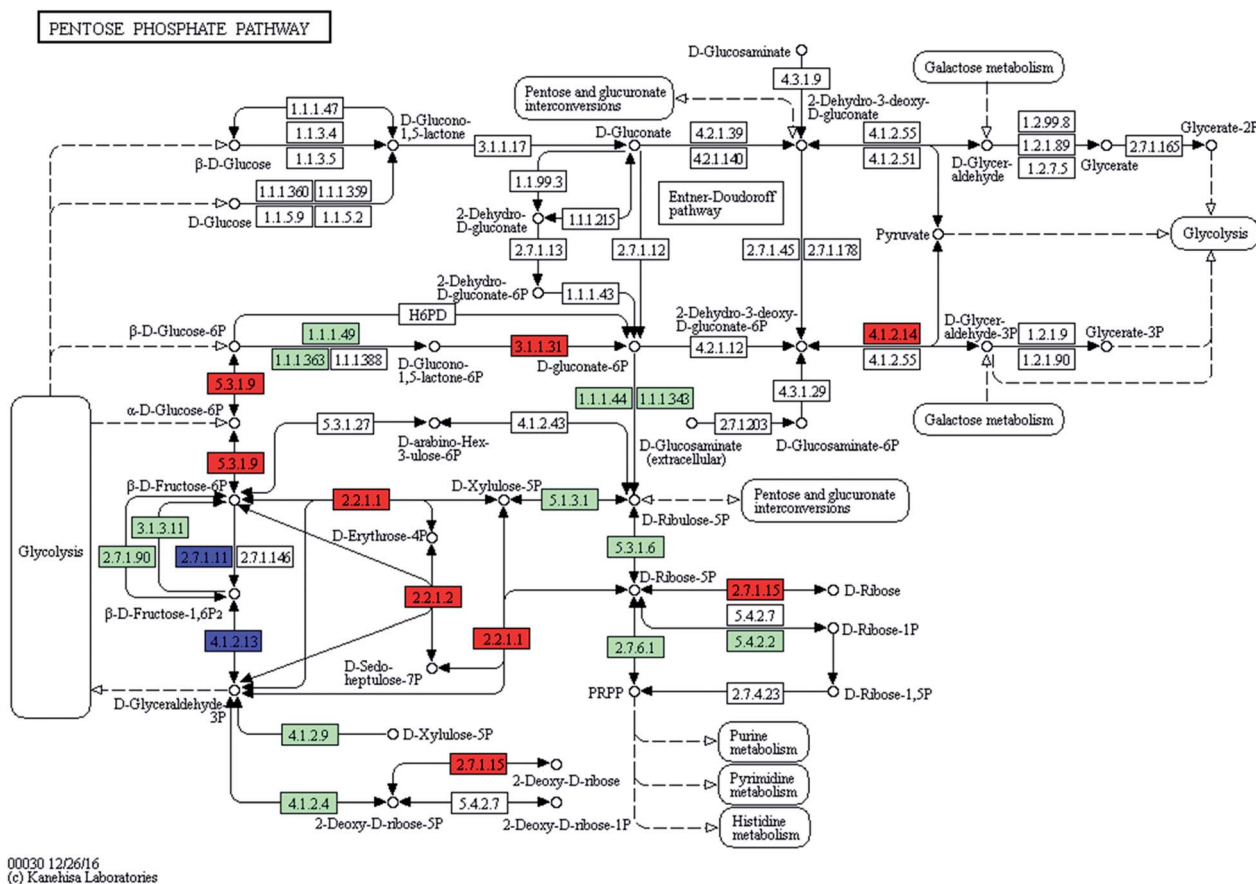 PENTOSE PHOSPHATE PATHWAY
D-Glucosaminate
4.3.1.9
Pentose and glucuronate
interconversions
2-Dehydro-3-deoxy-
D-gluconate
Galactose metabolism
1.1.1.47
1.1.3.4
1.1.3.5
β-D-Glucose
D-Glucono-
1,5-lactone
3.1.1.17
D-Gluconate
4.2.1.39
4.2.1.140
4.1.2.55
4.1.2.51
D-Glycer-
aldehyde
1.2.99.8
1.2.1.89
1.2.7.5
Glycerate
2.7.1.165
Glycerate-2P
1.1.1.360
1.1.1.359
1.1.5.9
1.1.5.2
D-Glucose
1.1.99.3
2-Dehydro-
D-gluconate
1.1.1.215
Entner-Doudoroff
pathway
2.7.1.13
2.7.1.12
2.7.1.45
2.7.1.178
Pyruvate
Glycolysis
2-Dehydro-
D-gluconate-6P
1.1.1.43
β-D-Glucose-6P
H6PD
1.1.1.49
1.1.1.363
1.1.1.388
D-Glucono-
1,5-lactone-6P
3.1.1.31
D-gluconate-6P
2-Dehydro-3-deoxy-
D-gluconate-6P
4.2.1.12
4.1.2.14
4.1.2.55
D-Glycer-
aldehyde-3P
1.2.1.9
1.2.1.90
Glycerate-3P
5.3.1.9
4.3.1.29
1.1.1.44
1.1.1.343
α-D-Glucose-6P
5.3.1.27
D-arabino-Hex-
3-ulose-6P
4.1.2.43
D-Glucosaminate
(extracellular)
2.7.1.203
D-Glucosaminate-6P
Galactose metabolism
5.3.1.9
β-D-Fructose-6P
2.2.1.1
D-Xylulose-5P
5.1.3.1
D-Ribulose-5P
Pentose and glucuronate
interconversions
3.1.3.11
D-Erythrose-4P
Glycolysis
2.7.1.90
2.7.1.11
2.7.1.146
5.3.1.6
D-Ribose-5P
2.7.1.15
D-Ribose
β-D-Fructose-1,6P2
2.2.1.2
5.4.2.7
D-Ribose-1P
4.1.2.13
2.2.1.1
2.7.6.1
5.4.2.2
D-Sedo-
heptulose-7P
D-Glyceraldehyde-
3P
PRPP
2.7.4.23
D-Ribose-1,5P
4.1.2.9
D-Xylulose-5P
Purine
metabolism
2.7.1.15
2-Deoxy-D-ribose
Pyrimidine
metabolism
4.1.2.4
2-Deoxy-D-ribose-5P
5.4.2.7
2-Deoxy-D-ribose-1P
Histidine
metabolism
00030 12/26/16
(c) Kanehisa Laboratories